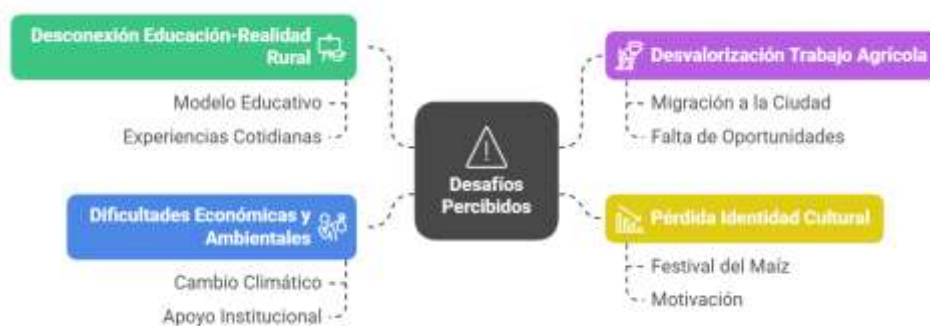 Desconexión Educación-Realidad
Rural
Modelo Educativo
Experiencias Cotidianas
Dificultades Económicas y
Ambientales
Cambio Climático
Apoyo Institucional
Desafíos
Percibidos
Desvalorización Trabajo Agrícola
Migración a la Ciudad
Falta de Oportunidades
Pérdida Identidad Cultural
Festival del Maíz
Motivación